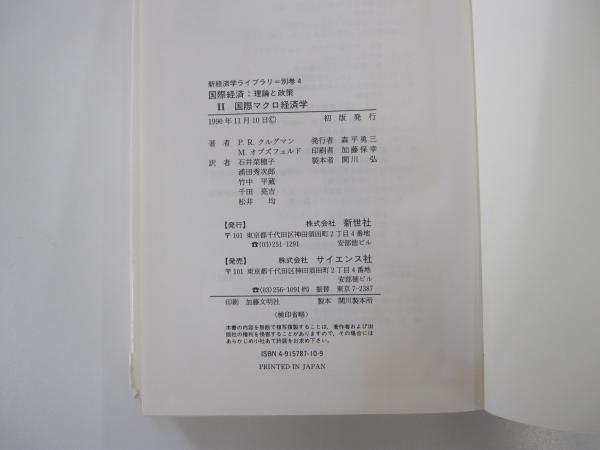 新経済学ライブラリ=別巻4
国際経済:理論と政策
II 国際マクロ経済学
1990年11月10日Ⓒ 初版発行
著者 P.R.クルグマン 発行者 森平勇三
M.オブズフェルド 印刷者 加藤保幸
訳者 石井菜穂子 製本者 関川 弘
浦田秀次郎
竹中平蔵
千田亮吉
松井 均
【発行】 株式会社 新世社
〒101 東京都千代田区神田須田町2丁目4番地
☎(03)251-1291 安部徳ビル
【発売】 株式会社 サイエンス社
〒101 東京都千代田区神田須田町2丁目4番地
安部徳ビル
☎(03)256-1091㈹ 振替 東京7-2387
印刷 加藤文明社 製本 関川製本所
〈検印省略〉
本書の内容を無断で複写複製することは,著作者および出
版社の権利を侵害することがありますので,その場合には
あらかじめ小社あて許諾をお求め下さい。
ISBN 4-915787-10-9
PRINTED IN JAPAN